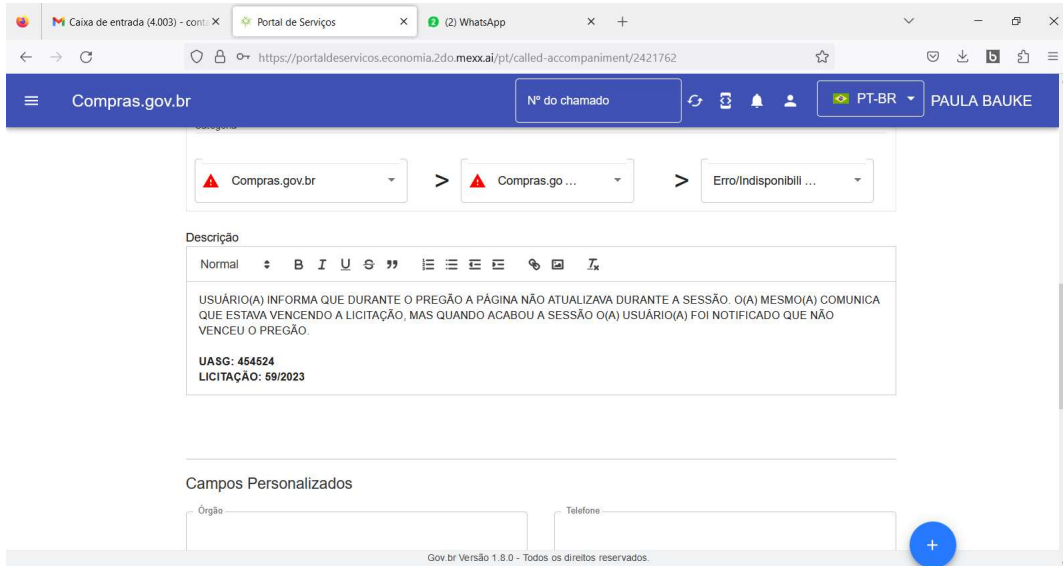 Caixa de entrada (4.003) - conta
Portal de Serviços
2 (2) WhatsApp
https://portaldeservicos.economia.2do.mexx.ai/pt/called-accompaniment/2421762
Compras.gov.br
Nº do chamado
PT-BR
PAULA BAUKE
Categoria
Compras.gov.br
>
Compras.go ...
>
Erro/Indisponibili ...
Descrição
Normal
B I U S
USUÁRIO(A) INFORMA QUE DURANTE O PREGÃO A PÁGINA NÃO ATUALIZAVA DURANTE A SESSÃO. O(A) MESMO(A) COMUNICA
QUE ESTAVA VENCENDO A LICITAÇÃO, MAS QUANDO ACABOU A SESSÃO O(A) USUÁRIO(A) FOI NOTIFICADO QUE NÃO
VENCEU O PREGÃO.
UASG: 454524
LICITAÇÃO: 59/2023
Campos Personalizados
Órgão
Telefone
Gov.br Versão 1.8.0 - Todos os direitos reservados.